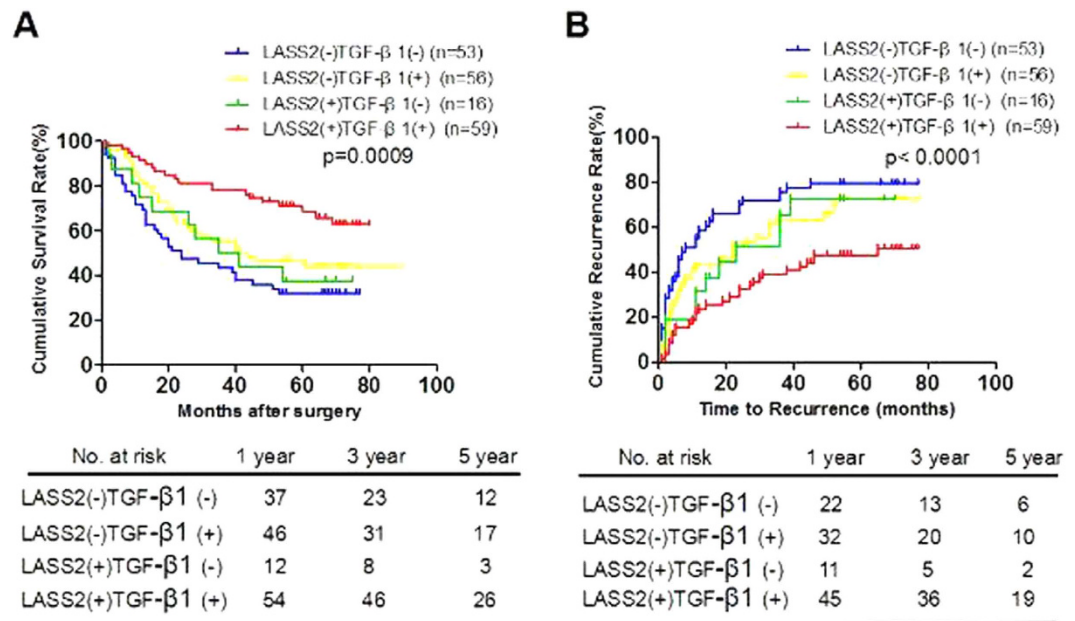 A
LASS2(-)TGF-β 1(-) (n=53)
LASS2(-)TGF-β 1(+) (n=56)
LASS2(+)TGF-β 1(-) (n=16)
LASS2(+)TGF-β 1(+) (n=59)
p=0.0009
Cumulative Survival Rate(%)
100
80
60
40
20
0
0 20 40 60 80 100
Months after surgery
No. at risk 1 year 3 year 5 year
LASS2(-)TGF-β1 (-) 37 23 12
LASS2(-)TGF-β1 (+) 46 31 17
LASS2(+)TGF-β1 (-) 12 8 3
LASS2(+)TGF-β1 (+) 54 46 26
B
LASS2(-)TGF-β 1(-) (n=53)
LASS2(-)TGF-β 1(+) (n=56)
LASS2(+)TGF-β 1(-) (n=16)
LASS2(+)TGF-β 1(+) (n=59)
p< 0.0001
Cumulative Recurrence Rate(%)
100
80
60
40
20
0
0 20 40 60 80 100
Time to Recurrence (months)
No. at risk 1 year 3 year 5 year
LASS2(-)TGF-β1 (-) 22 13 6
LASS2(-)TGF-β1 (+) 32 20 10
LASS2(+)TGF-β1 (-) 11 5 2
LASS2(+)TGF-β1 (+) 45 36 19